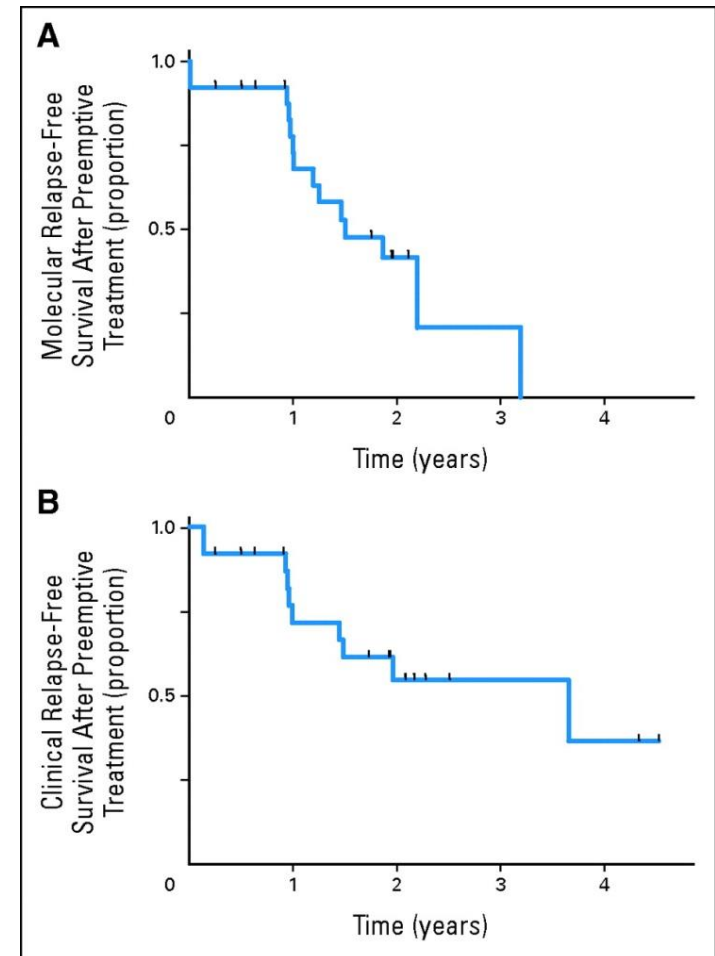 A
Molecular Relapse-Free
Survival After Preemptive
Treatment (proportion)
1.0
0.5
0 1 2 3 4
Time (years)
B
Clinical Relapse-Free
Survival After Preemptive
Treatment (proportion)
1.0
0.5
0 1 2 3 4
Time (years)